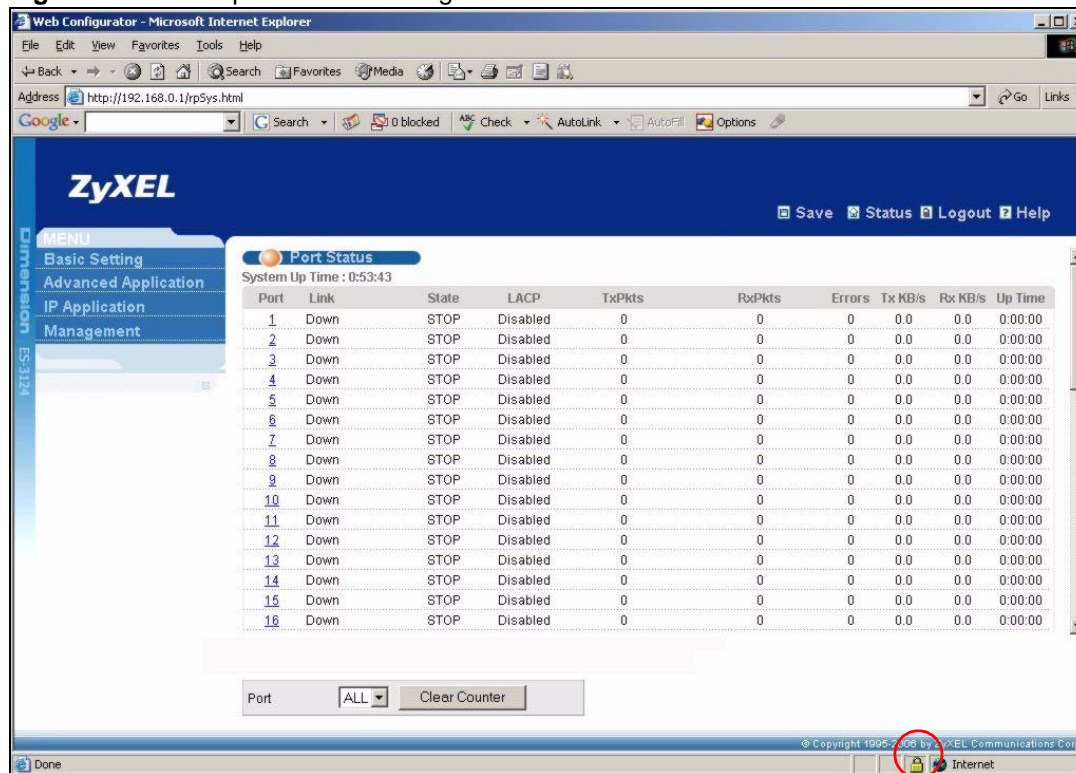 Web Configurator - Microsoft Internet Explorer
File Edit View Favorites Tools Help
Back Search Favorites Media
Address http://192.168.0.1/rpSys.html Go Links
Google Search 0 blocked ABC Check AutoLink AutoFill Options
ZyXEL
Save Status Logout Help
MENU
Basic Setting
Advanced Application
IP Application
Management
Dimension ES-3124
Port Status
System Up Time : 0:53:43
Port Link State LACP TxPkts RxPkts Errors Tx KB/s Rx KB/s Up Time
1 Down STOP Disabled 0 0 0 0.0 0.0 0:00:00
2 Down STOP Disabled 0 0 0 0.0 0.0 0:00:00
3 Down STOP Disabled 0 0 0 0.0 0.0 0:00:00
4 Down STOP Disabled 0 0 0 0.0 0.0 0:00:00
5 Down STOP Disabled 0 0 0 0.0 0.0 0:00:00
6 Down STOP Disabled 0 0 0 0.0 0.0 0:00:00
7 Down STOP Disabled 0 0 0 0.0 0.0 0:00:00
8 Down STOP Disabled 0 0 0 0.0 0.0 0:00:00
9 Down STOP Disabled 0 0 0 0.0 0.0 0:00:00
10 Down STOP Disabled 0 0 0 0.0 0.0 0:00:00
11 Down STOP Disabled 0 0 0 0.0 0.0 0:00:00
12 Down STOP Disabled 0 0 0 0.0 0.0 0:00:00
13 Down STOP Disabled 0 0 0 0.0 0.0 0:00:00
14 Down STOP Disabled 0 0 0 0.0 0.0 0:00:00
15 Down STOP Disabled 0 0 0 0.0 0.0 0:00:00
16 Down STOP Disabled 0 0 0 0.0 0.0 0:00:00
Port ALL Clear Counter
© Copyright 1995-2006 by ZyXEL Communications Corp
Done Internet